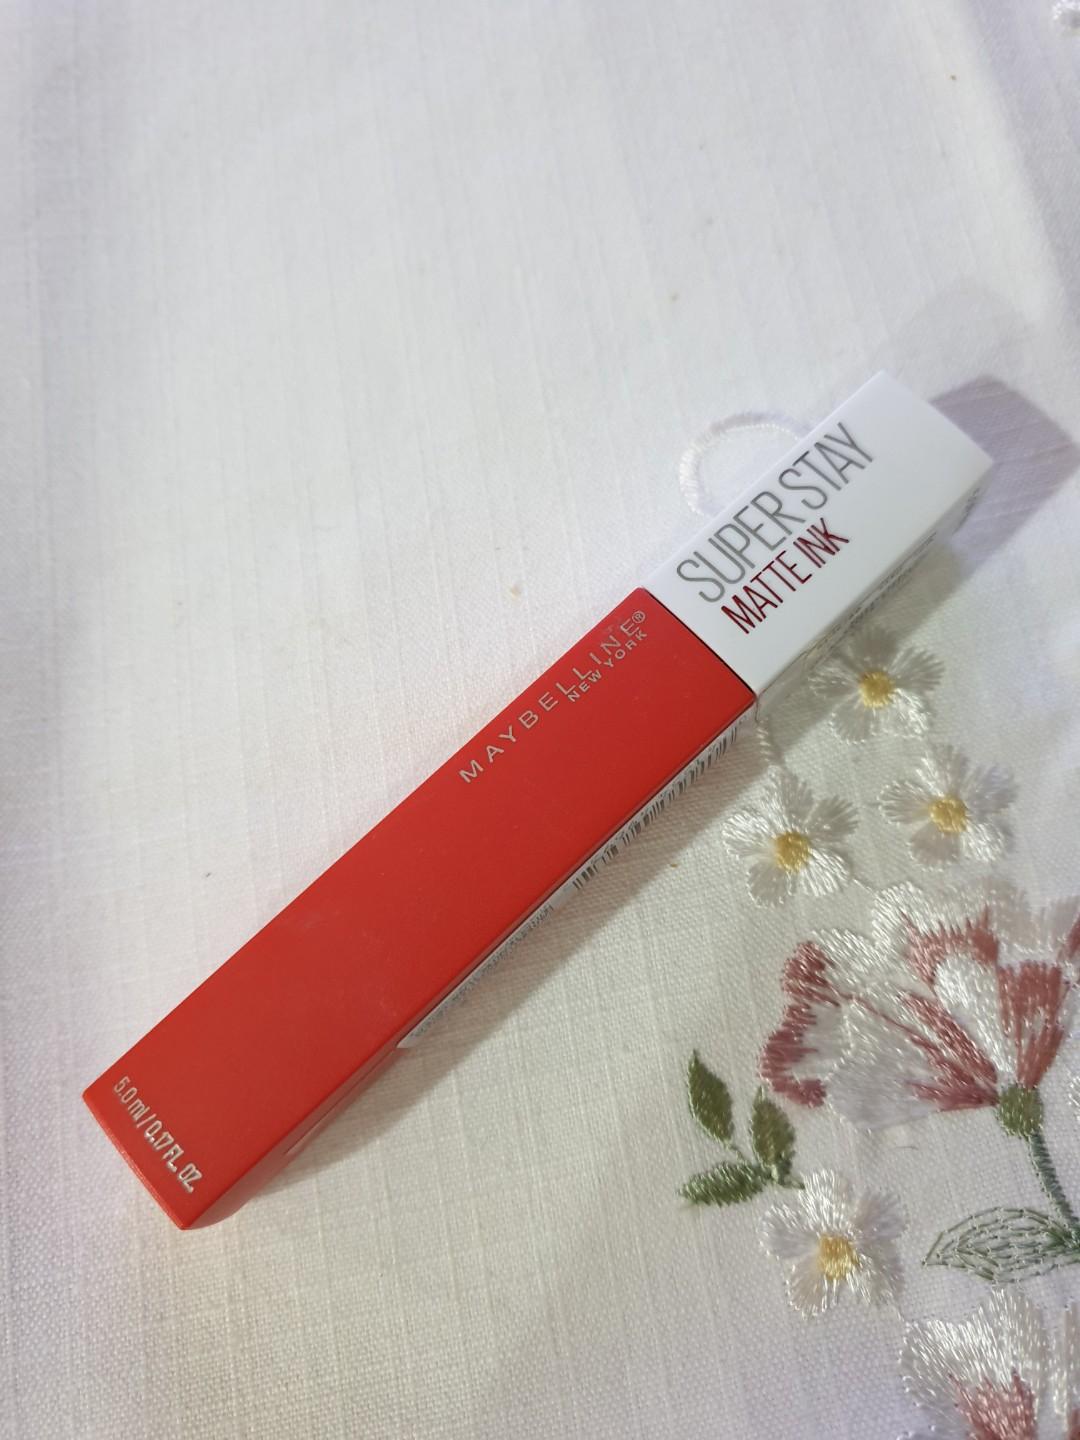 SUPER STAY
MATTE INK
MAYBELLINE®
NEW YORK
5.0 ml/0.17 FL. OZ.